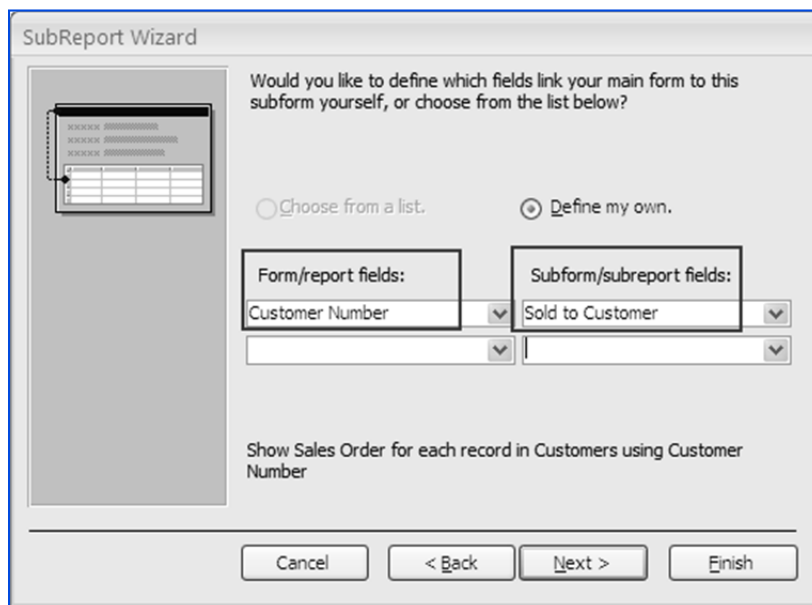 SubReport Wizard
Would you like to define which fields link your main form to this
subform yourself, or choose from the list below?
Choose from a list.
Define my own.
Form/report fields:
Subform/subreport fields:
Customer Number
Sold to Customer
Show Sales Order for each record in Customers using Customer
Number
Cancel
< Back
Next >
Finish